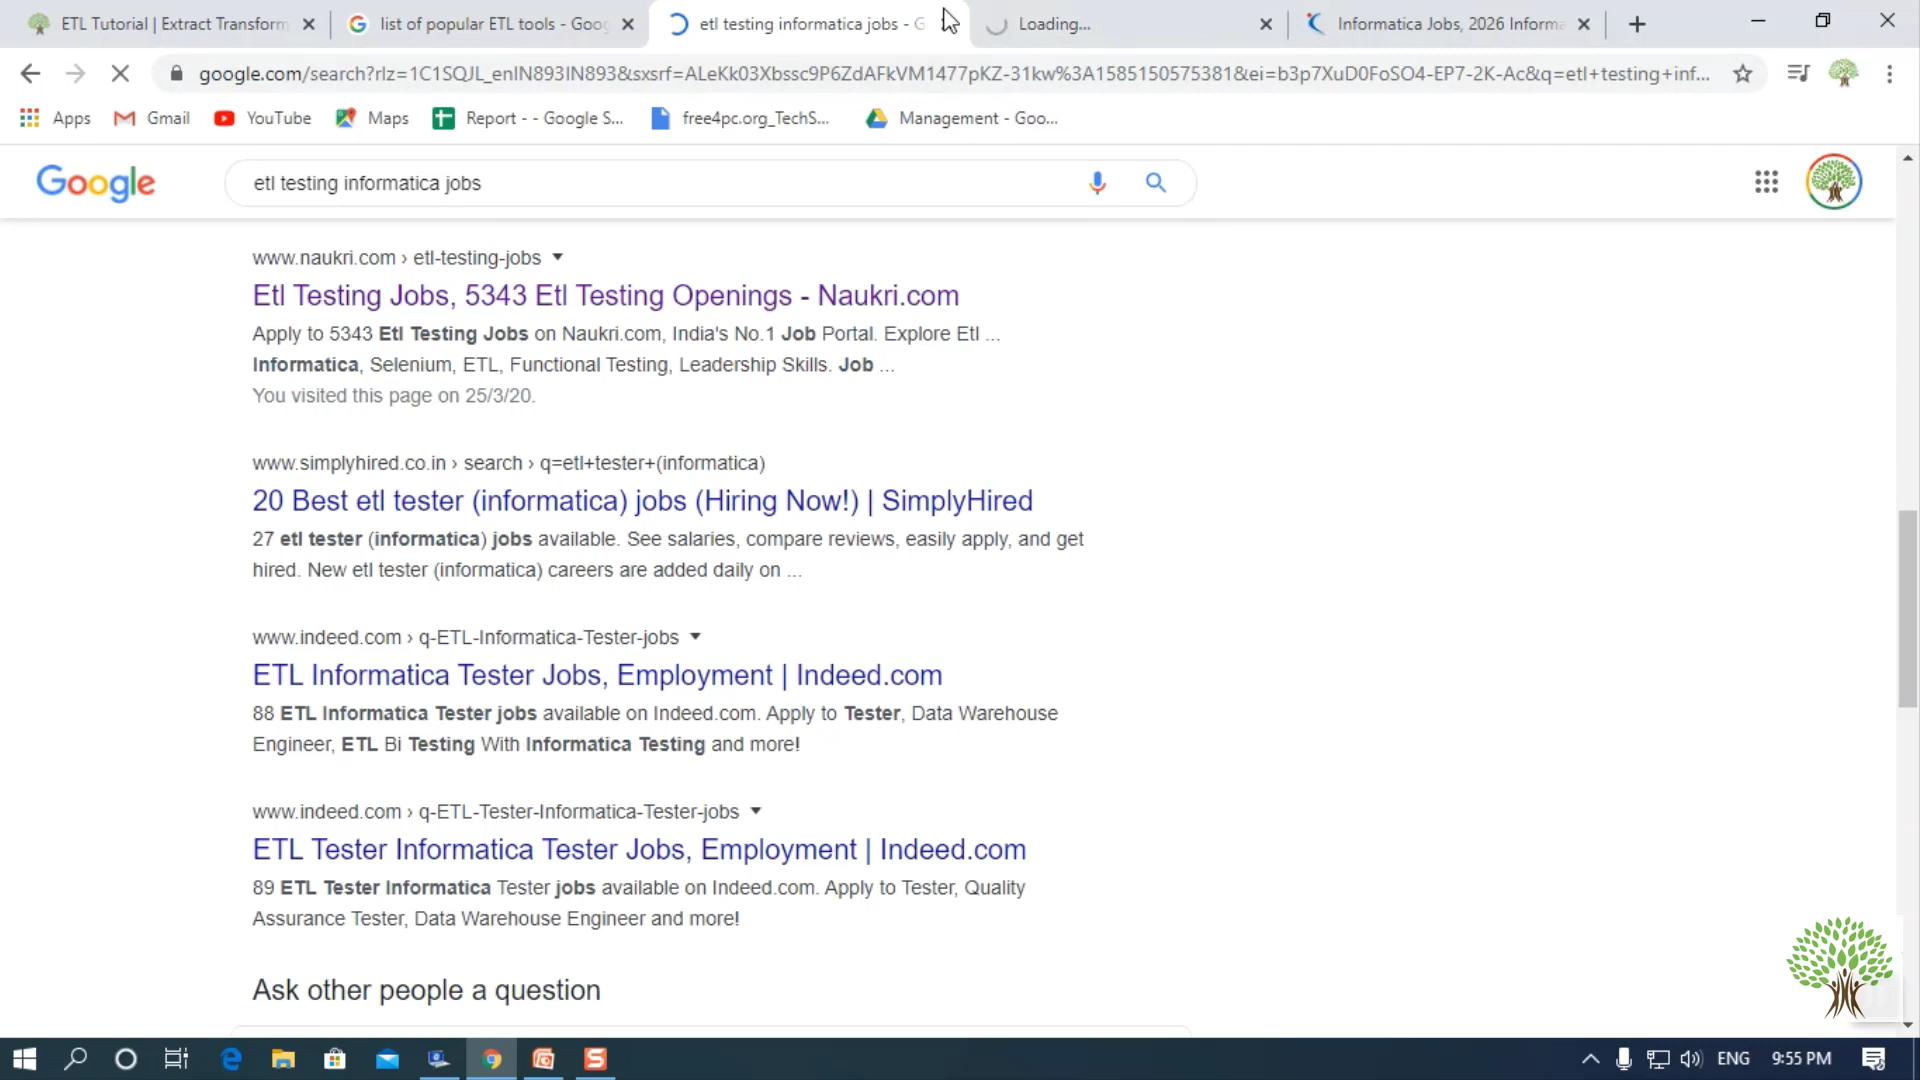 ETL Tutorial | Extract Transform
list of popular ETL tools - Goog
etl testing informatica jobs - G
Loading...
Informatica Jobs, 2026 Informa
google.com/search?rlz=1C1SQJL_enIN893IN893&sxsrf=ALeKk03Xbssc9P6ZdAFkVM1477pKZ-31kw%3A1585150575381&ei=b3p7XuD0FoSO4-EP7-2K-Ac&q=etl+testing+inf...
Apps
Gmail
YouTube
Maps
Report - - Google S...
free4pc.org_TechS...
Management - Goo...
Google
etl testing informatica jobs
www.naukri.com › etl-testing-jobs
Etl Testing Jobs, 5343 Etl Testing Openings - Naukri.com
Apply to 5343 Etl Testing Jobs on Naukri.com, India's No.1 Job Portal. Explore Etl ...
Informatica, Selenium, ETL, Functional Testing, Leadership Skills. Job ...
You visited this page on 25/3/20.
www.simplyhired.co.in › search › q=etl+tester+(informatica)
20 Best etl tester (informatica) jobs (Hiring Now!) | SimplyHired
27 etl tester (informatica) jobs available. See salaries, compare reviews, easily apply, and get
hired. New etl tester (informatica) careers are added daily on ...
www.indeed.com › q-ETL-Informatica-Tester-jobs
ETL Informatica Tester Jobs, Employment | Indeed.com
88 ETL Informatica Tester jobs available on Indeed.com. Apply to Tester, Data Warehouse
Engineer, ETL Bi Testing With Informatica Testing and more!
www.indeed.com › q-ETL-Tester-Informatica-Tester-jobs
ETL Tester Informatica Tester Jobs, Employment | Indeed.com
89 ETL Tester Informatica Tester jobs available on Indeed.com. Apply to Tester, Quality
Assurance Tester, Data Warehouse Engineer and more!
Ask other people a question
ENG
9:55 PM